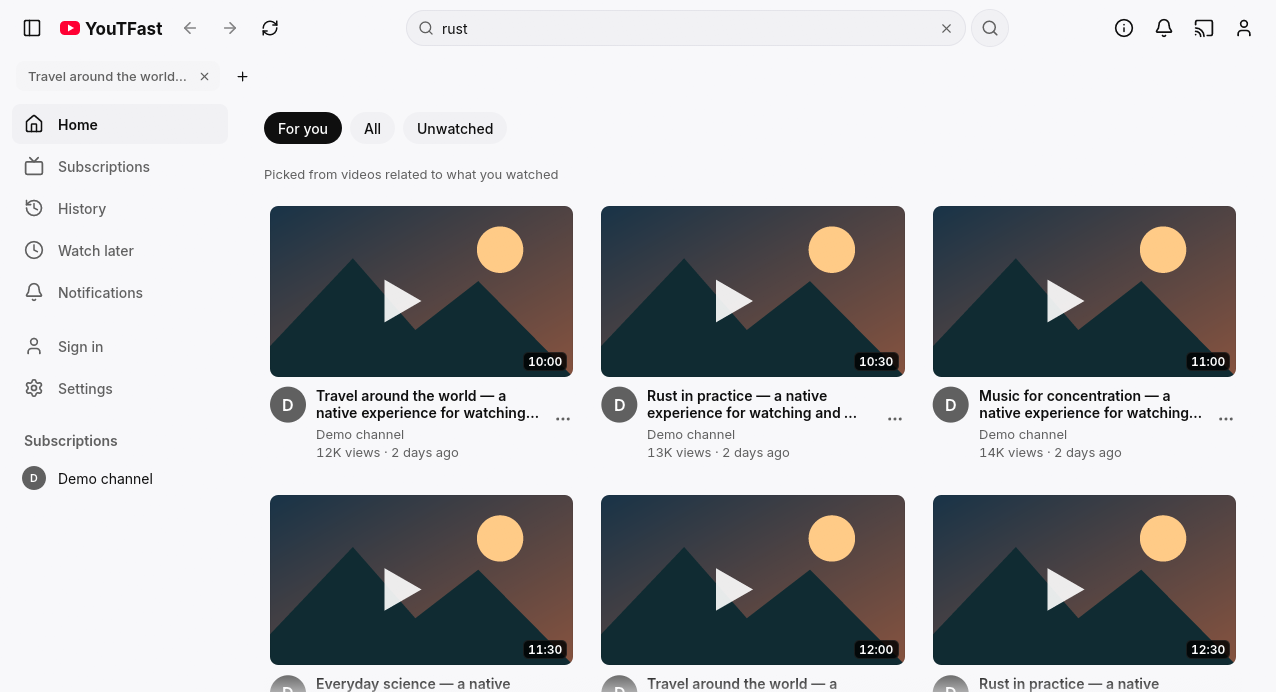 YouTFast
rust
Travel around the world...
Home
Subscriptions
History
Watch later
Notifications
Sign in
Settings
Subscriptions
D
Demo channel
For you
All
Unwatched
Picked from videos related to what you watched
10:00
D
Travel around the world — a
native experience for watching...
Demo channel
12K views · 2 days ago
10:30
D
Rust in practice — a native
experience for watching and ...
Demo channel
13K views · 2 days ago
11:00
D
Music for concentration — a
native experience for watching...
Demo channel
14K views · 2 days ago
11:30
D
Everyday science — a native
12:00
D
Travel around the world — a
12:30
D
Rust in practice — a native